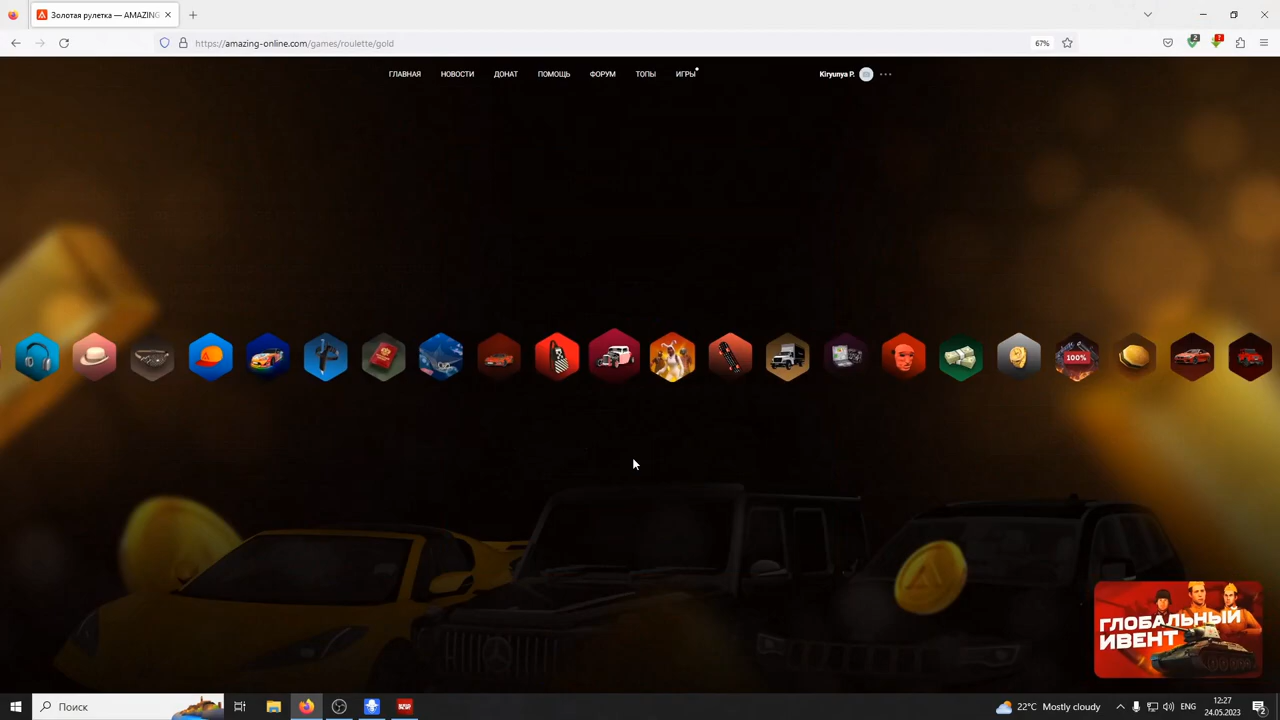 Золотая рулетка — AMAZING
https://amazing-online.com/games/roulette/gold
67%
2
?
ГЛАВНАЯ НОВОСТИ ДОНАТ ПОМОЩЬ ФОРУМ ТОПЫ ИГРЫ
Kiryunya P.
100%
ГЛОБАЛЬНЫЙ
ИВЕНТ
Поиск
22°C Mostly cloudy
ENG
12:27
24.05.2023